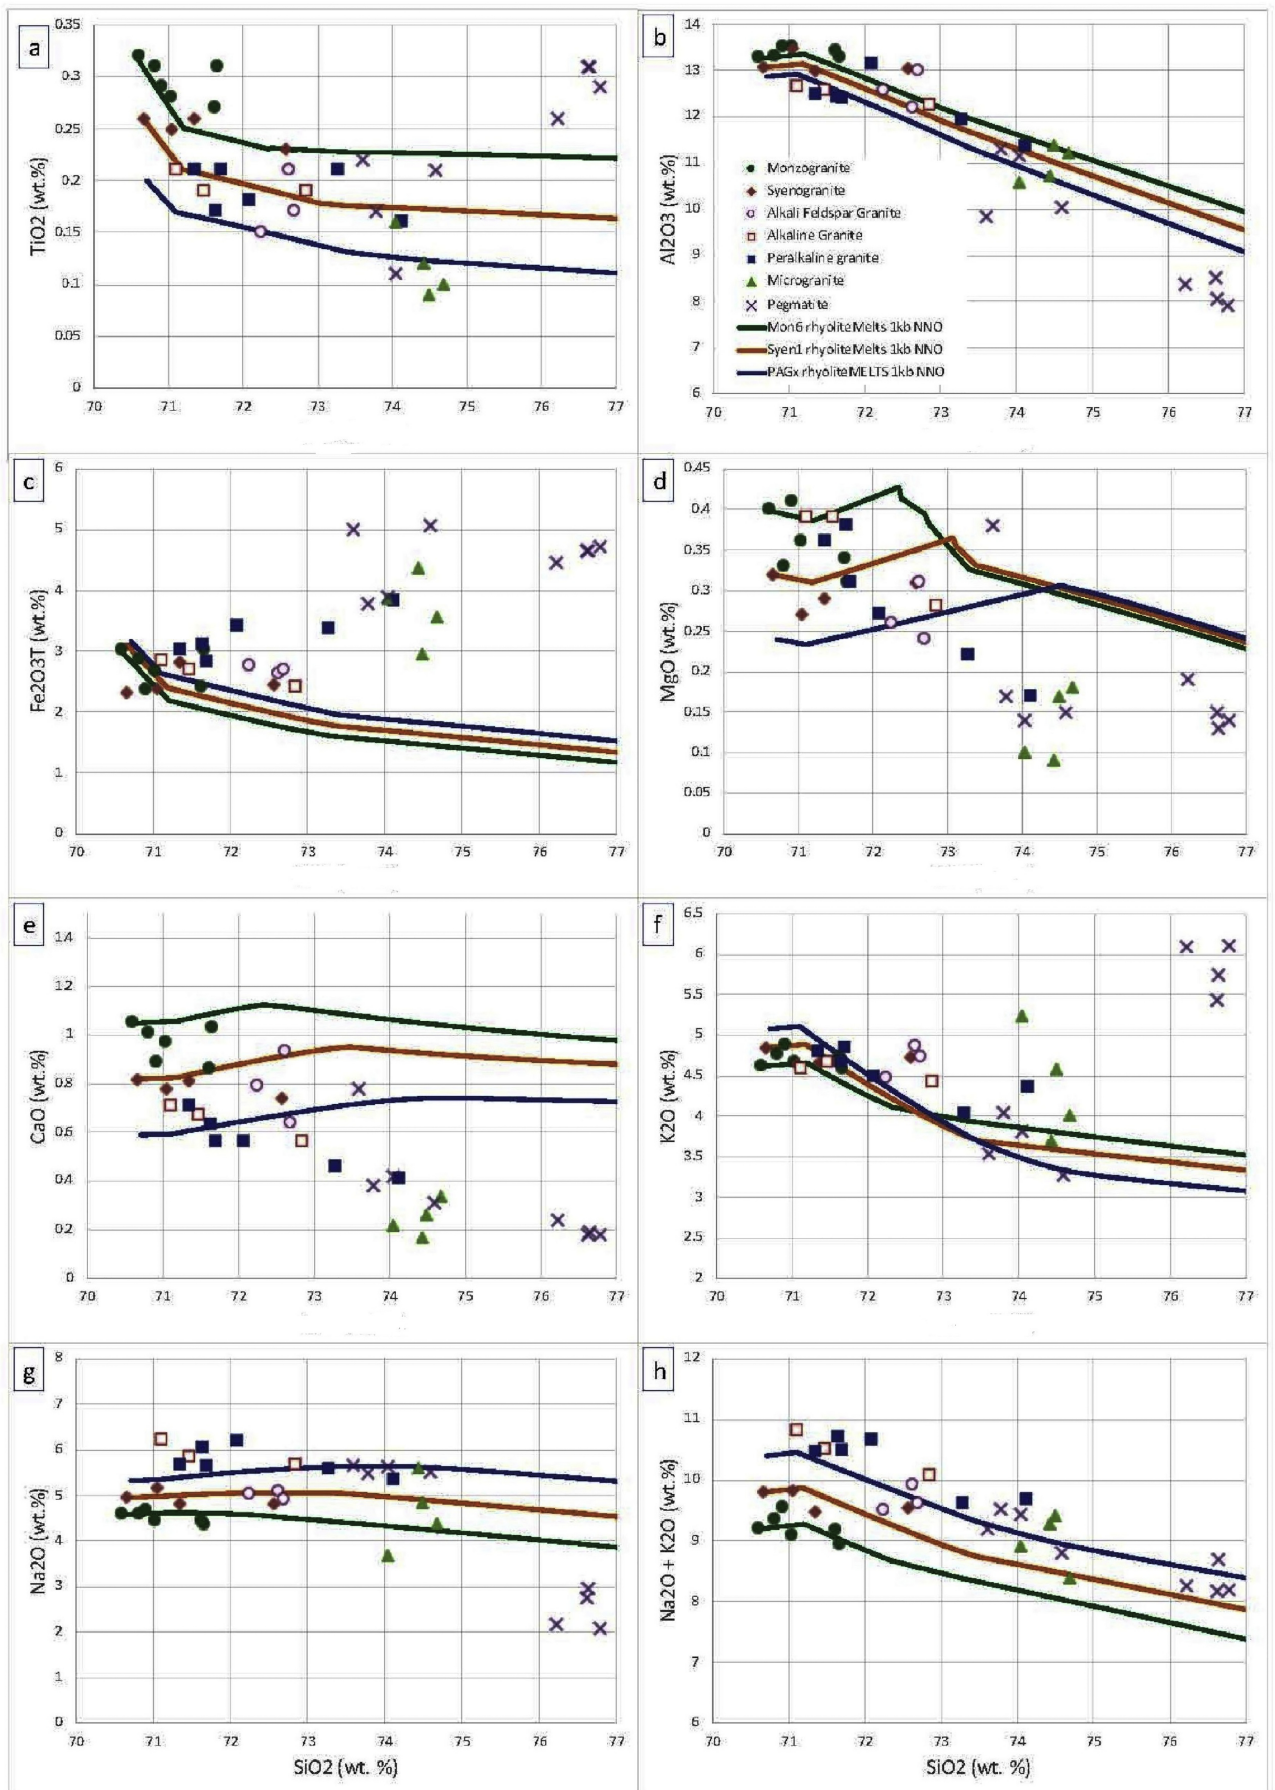 a
0.35
0.3
0.25
0.2
0.15
0.1
0.05
0
70 71 72 73 74 75 76 77
TiO2 (wt.%)
b
14
13
12
11
10
9
8
7
6
70 71 72 73 74 75 76 77
Al2O3 (wt.%)
Monzogranite
Syenogranite
Alkali Feldspar Granite
Alkaline Granite
Peralkaline granite
Microgranite
Pegmatite
Mon6 rhyolite Melts 1kb NNO
Syen1 rhyolite Melts 1kb NNO
PAGx rhyolite MELTS 1kb NNO
c
6
5
4
3
2
1
0
70 71 72 73 74 75 76 77
Fe2O3T (wt.%)
d
0.45
0.4
0.35
0.3
0.25
0.2
0.15
0.1
0.05
0
70 71 72 73 74 75 76 77
MgO (wt.%)
e
1.4
1.2
1
0.8
0.6
0.4
0.2
0
70 71 72 73 74 75 76 77
CaO (wt.%)
f
6.5
6
5.5
5
4.5
4
3.5
3
2.5
2
70 71 72 73 74 75 76 77
K2O (wt.%)
g
8
7
6
5
4
3
2
1
0
70 71 72 73 74 75 76 77
Na2O (wt.%)
SiO2 (wt. %)
h
12
11
10
9
8
7
6
70 71 72 73 74 75 76 77
Na2O + K2O (wt.%)
SiO2 (wt. %)